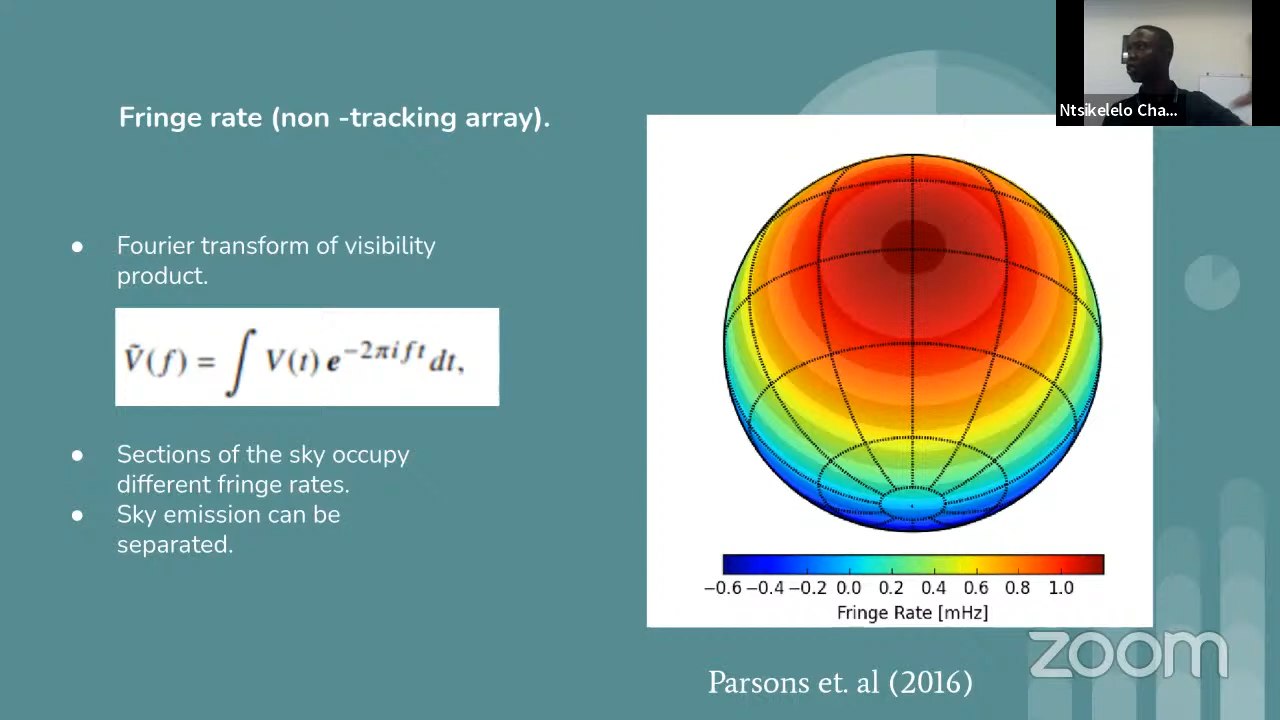 Ntsikelelo Cha...
Fringe rate (non -tracking array).
● Fourier transform of visibility
product.
Ṽ(f) = ∫ V(t) e^{-2πift} dt,
● Sections of the sky occupy
different fringe rates.
● Sky emission can be
separated.
−0.6 −0.4 −0.2 0.0 0.2 0.4 0.6 0.8 1.0
Fringe Rate [mHz]
Parsons et. al (2016)
zoom